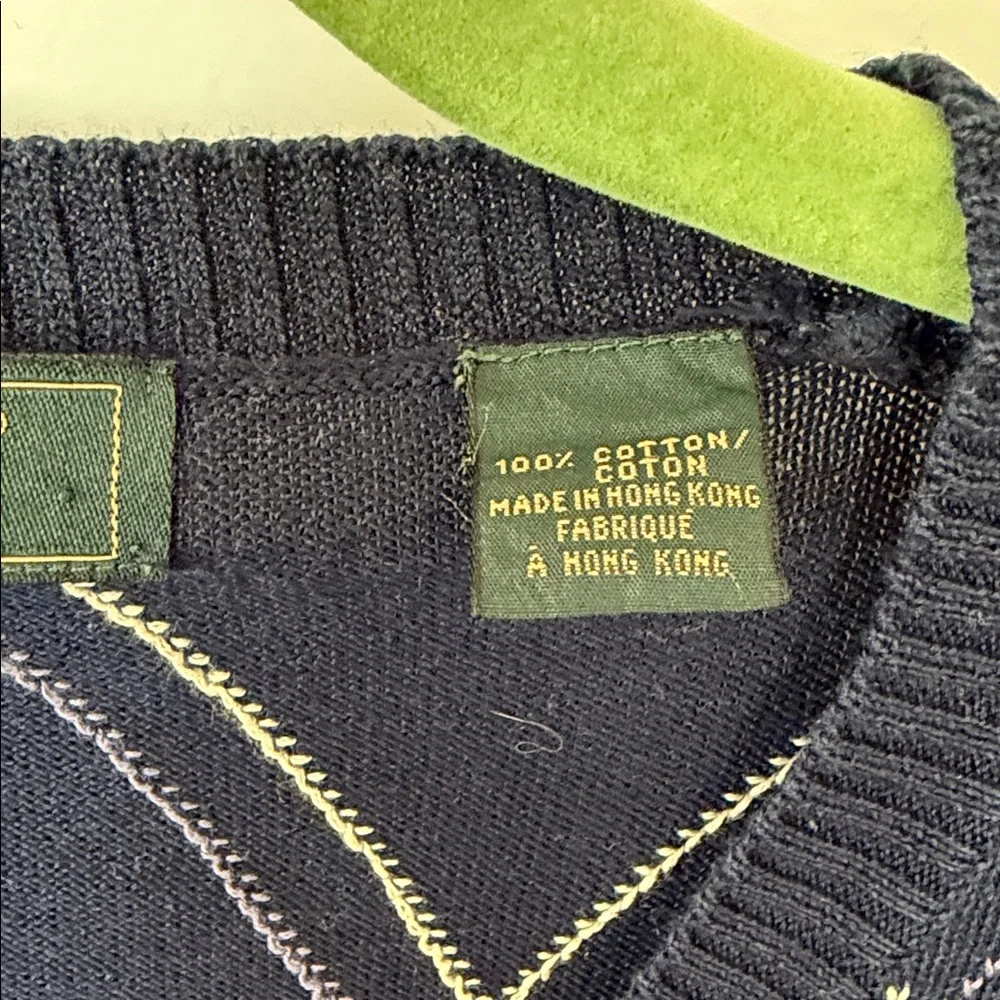 100% COTTON/
COTON
MADE IN HONG KONG
FABRIQUÉ
À HONG KONG